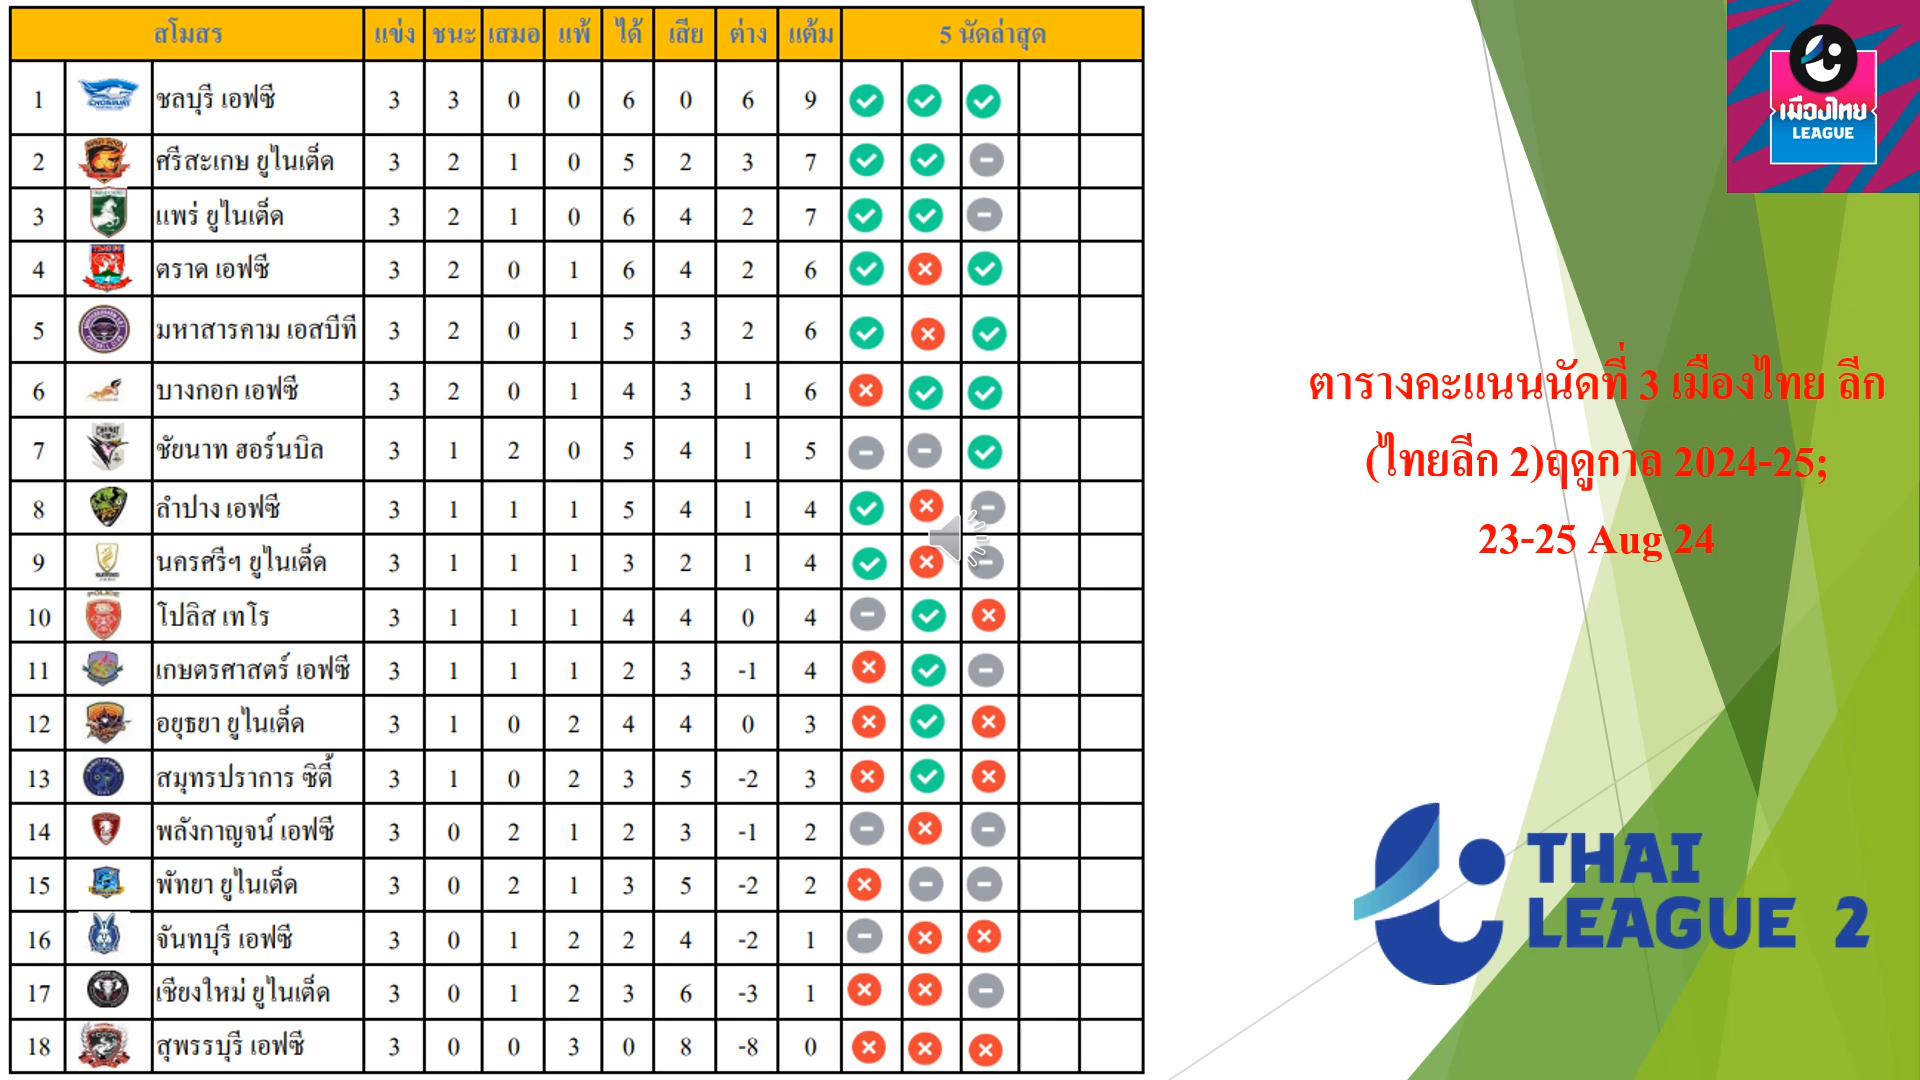 สโมสร แข่ง ชนะ เสมอ แพ้ ได้ เสีย ต่าง แต้ม 5 นัดล่าสุด
1 ชลบุรี เอฟซี 3 3 0 0 6 0 6 9
2 ศรีสะเกษ ยูไนเต็ด 3 2 1 0 5 2 3 7
3 แพร่ ยูไนเต็ด 3 2 1 0 6 4 2 7
4 ตราด เอฟซี 3 2 0 1 6 4 2 6
5 มหาสารคาม เอสบีที 3 2 0 1 5 3 2 6
6 บางกอก เอฟซี 3 2 0 1 4 3 1 6
7 ชัยนาท ฮอร์นบิล 3 1 2 0 5 4 1 5
8 ลำปาง เอฟซี 3 1 1 1 5 4 1 4
9 นครศรีฯ ยูไนเต็ด 3 1 1 1 3 2 1 4
10 โปลิส เทโร 3 1 1 1 4 4 0 4
11 เกษตรศาสตร์ เอฟซี 3 1 1 1 2 3 -1 4
12 อยุธยา ยูไนเต็ด 3 1 0 2 4 4 0 3
13 สมุทรปราการ ซิตี้ 3 1 0 2 3 5 -2 3
14 พลังกาญจน์ เอฟซี 3 0 2 1 2 3 -1 2
15 พัทยา ยูไนเต็ด 3 0 2 1 3 5 -2 2
16 จันทบุรี เอฟซี 3 0 1 2 2 4 -2 1
17 เชียงใหม่ ยูไนเต็ด 3 0 1 2 3 6 -3 1
18 สุพรรบุรี เอฟซี 3 0 0 3 0 8 -8 0
เมืองไทย
LEAGUE
ตารางคะแนนนัดที่ 3 เมืองไทย ลีก
(ไทยลีก 2)ฤดูกาล 2024-25;
23-25 Aug 24
THAI
LEAGUE 2